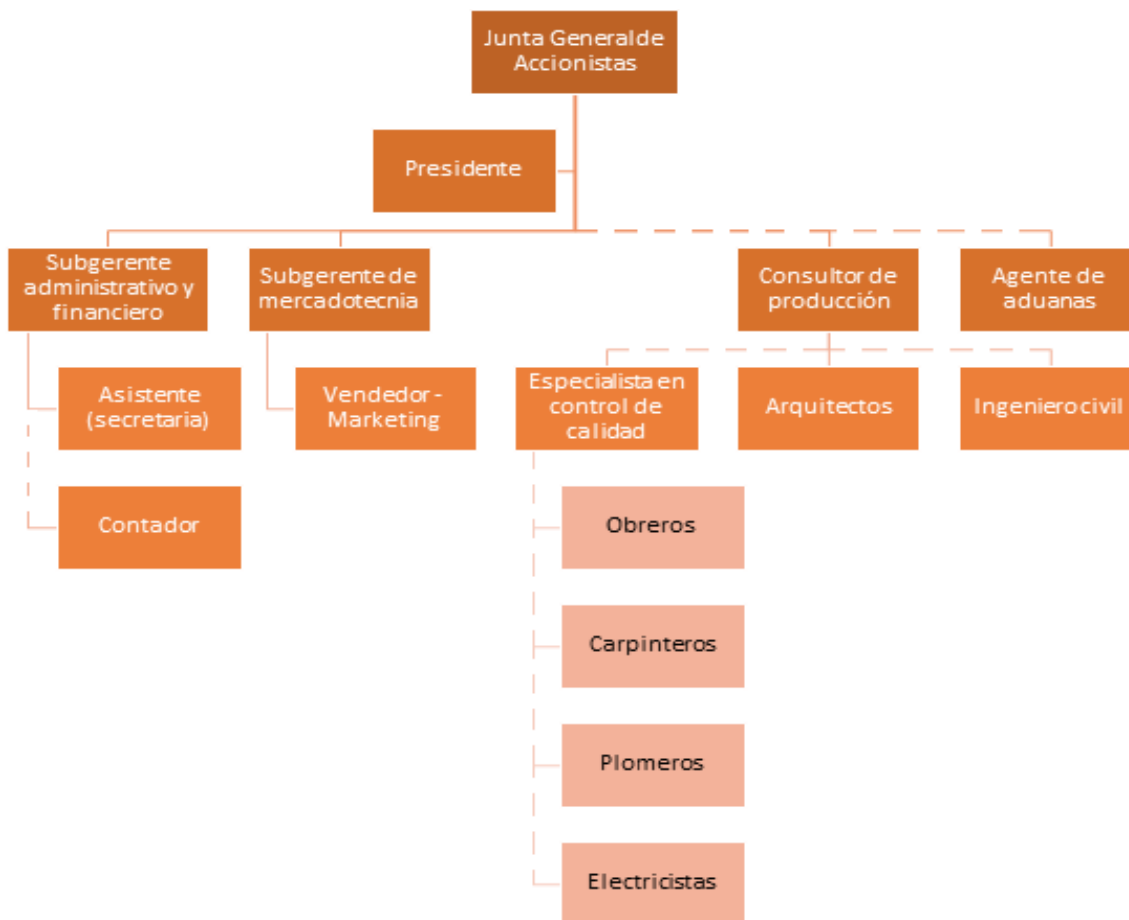 Junta Generalde
Accionistas
Presidente
Subgerente
administrativo y
financiero
Subgerente de
mercadotecnia
Consultor de
producción
Agente de
aduanas
Asistente
(secretaria)
Vendedor -
Marketing
Especialista en
control de
calidad
Arquitectos
Ingeniero civil
Contador
Obreros
Carpinteros
Plomeros
Electricistas